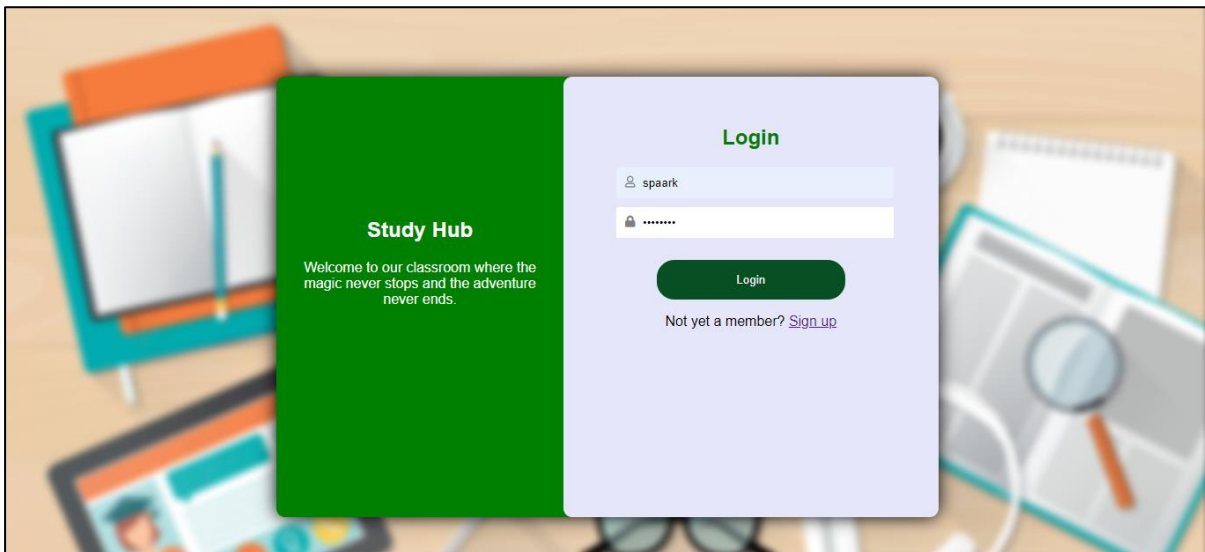 Study Hub
Welcome to our classroom where the
magic never stops and the adventure
never ends.
Login
spaark
••••••••
Login
Not yet a member? Sign up